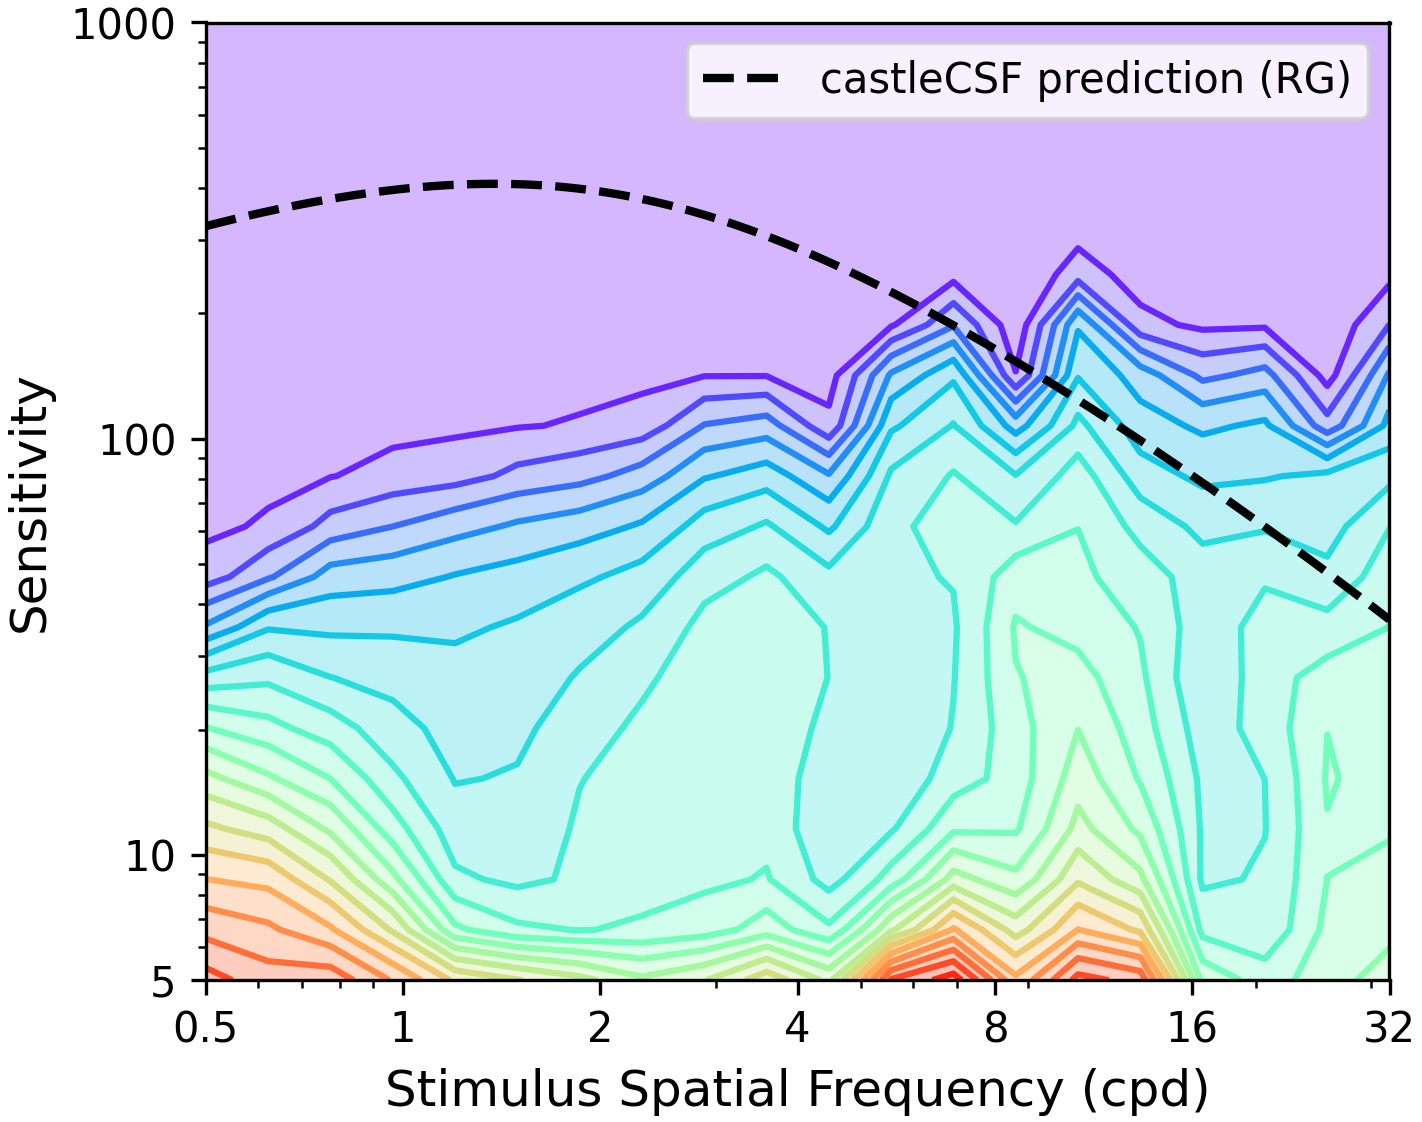 1000
castleCSF prediction (RG)
100
Sensitivity
10
5
0.5 1 2 4 8 16 32
Stimulus Spatial Frequency (cpd)